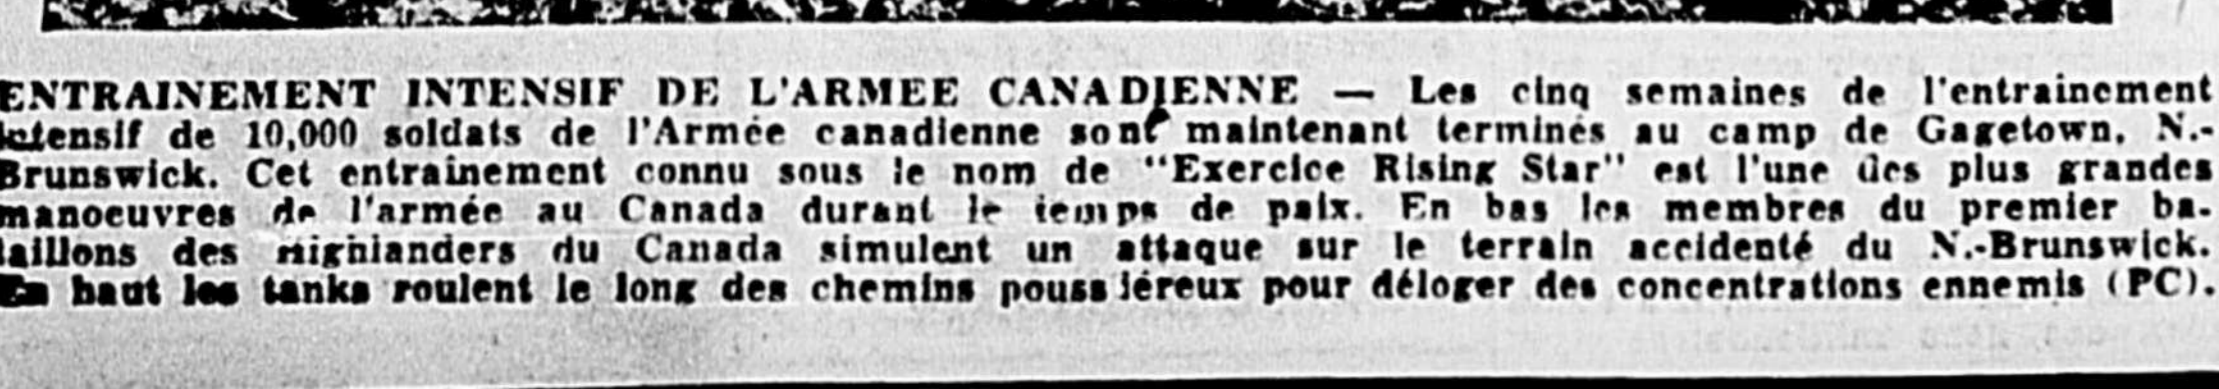 ENTRAINEMENT INTENSIF DE L'ARMEE CANADIENNE — Les cinq semaines de l'entrainement
intensif de 10,000 soldats de l'Armée canadienne sont maintenant terminés au camp de Gagetown, N.-
Brunswick. Cet entrainement connu sous le nom de "Exercice Rising Star" est l'une des plus grandes
manoeuvres de l'armée au Canada durant le temps de paix. En bas les membres du premier ba-
taillons des Highlanders du Canada simulent un attaque sur le terrain accidenté du N.-Brunswick.
En haut les tanks roulent le long des chemins poussiéreux pour déloger des concentrations ennemis (PC).